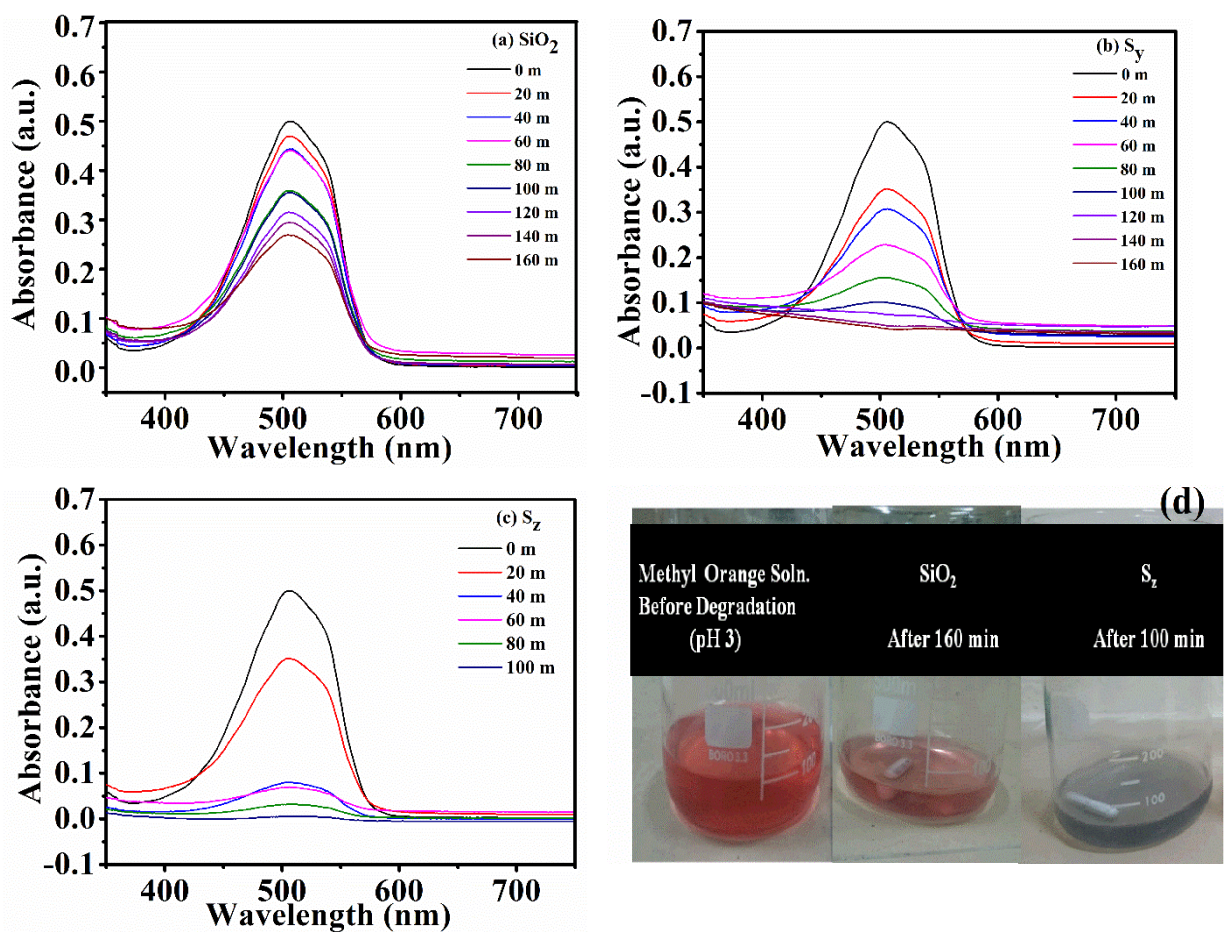 (a) SiO2
0 m
20 m
40 m
60 m
80 m
100 m
120 m
140 m
160 m
Absorbance (a.u.)
0.7
0.6
0.5
0.4
0.3
0.2
0.1
0.0
400 500 600 700
Wavelength (nm)
(b) Sy
0 m
20 m
40 m
60 m
80 m
100 m
120 m
140 m
160 m
Absorbance (a.u.)
0.7
0.6
0.5
0.4
0.3
0.2
0.1
0.0
-0.1
400 500 600 700
Wavelength (nm)
(c) Sz
0 m
20 m
40 m
60 m
80 m
100 m
Absorbance (a.u.)
0.7
0.6
0.5
0.4
0.3
0.2
0.1
0.0
-0.1
400 500 600 700
Wavelength (nm)
(d)
Methyl Orange Soln.
Before Degradation
(pH 3)
SiO2
After 160 min
Sz
After 100 min
BORO 3.3
100
BORO 3.3
200
100